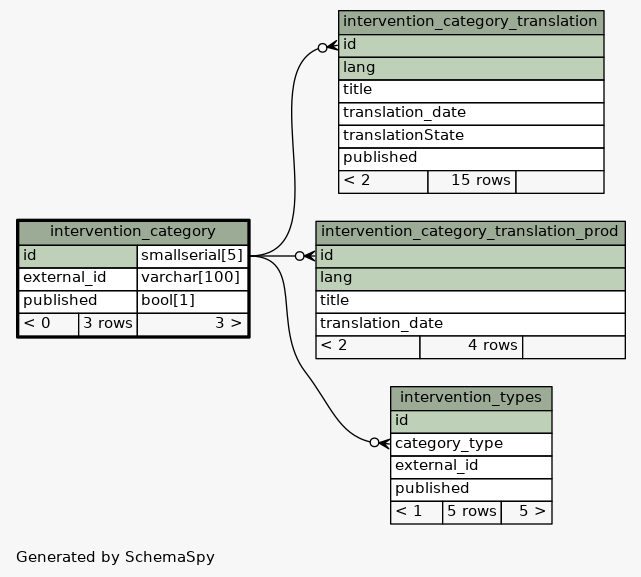 intervention_category_translation
id
lang
title
translation_date
translationState
published
< 2 15 rows
intervention_category
id smallserial[5]
external_id varchar[100]
published bool[1]
< 0 3 rows 3 >
intervention_category_translation_prod
id
lang
title
translation_date
< 2 4 rows
intervention_types
id
category_type
external_id
published
< 1 5 rows 5 >
Generated by SchemaSpy